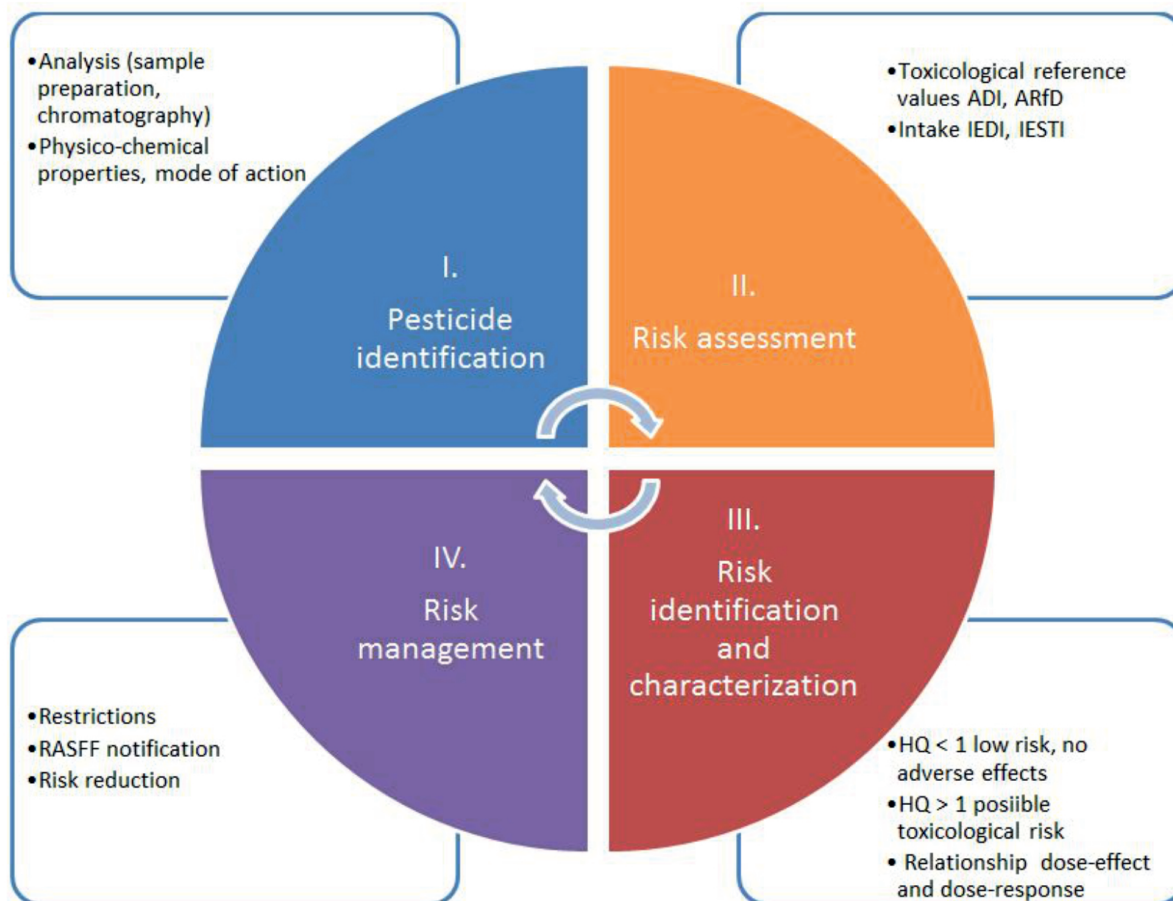 •Analysis (sample
preparation,
chromatography)
•Physico-chemical
properties, mode of action
•Toxicological reference
values ADI, ARfD
•Intake IEDI, IESTI
I.
Pesticide
identification
II.
Risk assessment
III.
Risk
identification
and
characterization
IV.
Risk
management
•Restrictions
•RASFF notification
•Risk reduction
•HQ < 1 low risk, no
adverse effects
•HQ > 1 posiible
toxicological risk
• Relationship dose-effect
and dose-response